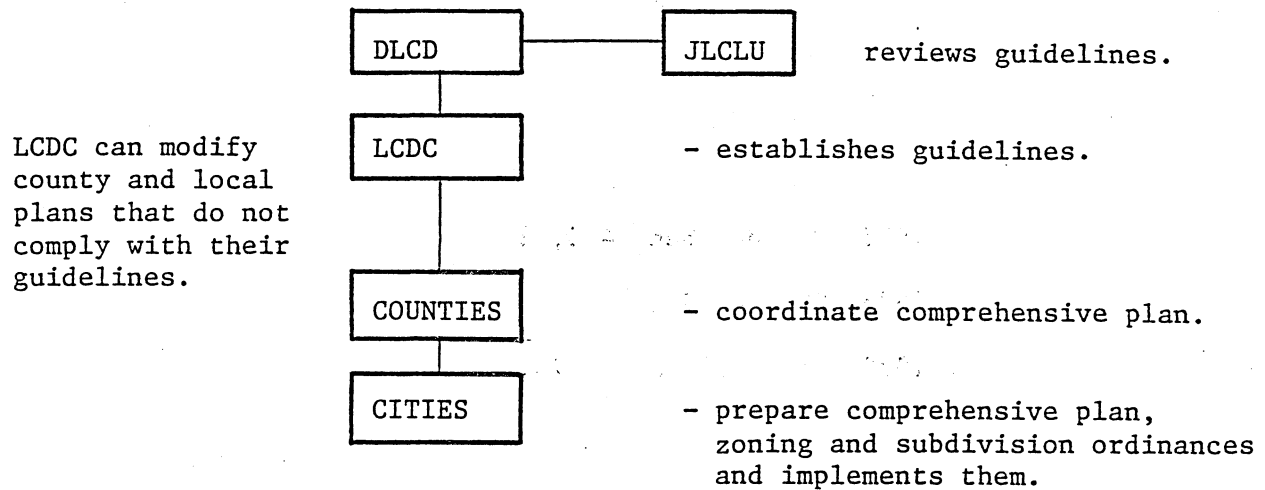 DLCD JLCLU reviews guidelines.
LCDC can modify
county and local
plans that do not
comply with their
guidelines.
LCDC - establishes guidelines.
COUNTIES - coordinate comprehensive plan.
CITIES - prepare comprehensive plan,
zoning and subdivision ordinances
and implements them.